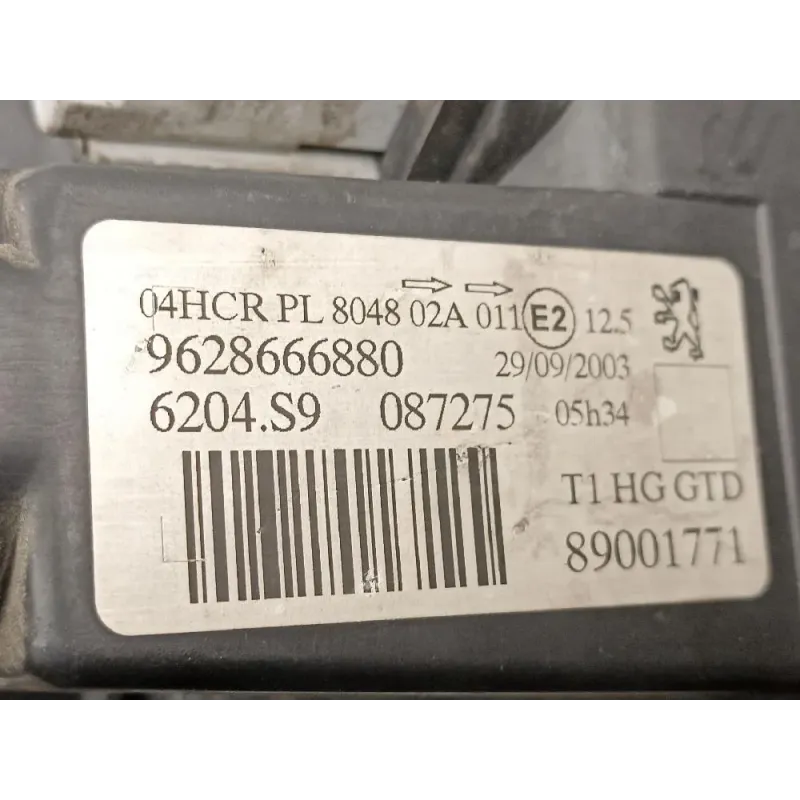 04HCR PL 8048 02A 011 E2 12.5
9628666880 29/09/2003
6204.S9 087275 05h34
T1 HG GTD
89001771